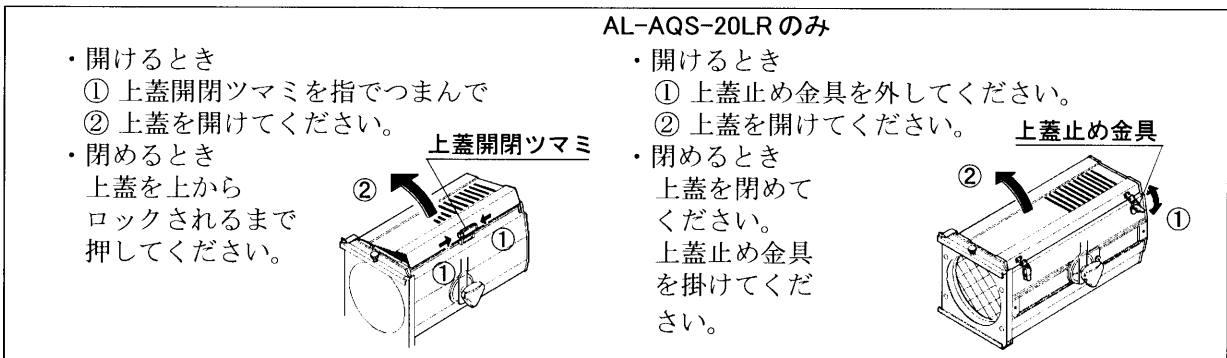 ・開けるとき
① 上蓋開閉ツマミを指でつまんで
② 上蓋を開けてください。
・閉めるとき
上蓋を上から
ロックされるまで
押してください。
上蓋開閉ツマミ
②
①
①
AL-AQS-20LR のみ
・開けるとき
① 上蓋止め金具を外してください。
② 上蓋を開けてください。
・閉めるとき
上蓋を閉めて
ください。
上蓋止め金具
を掛けてくだ
さい。
上蓋止め金具
②
①